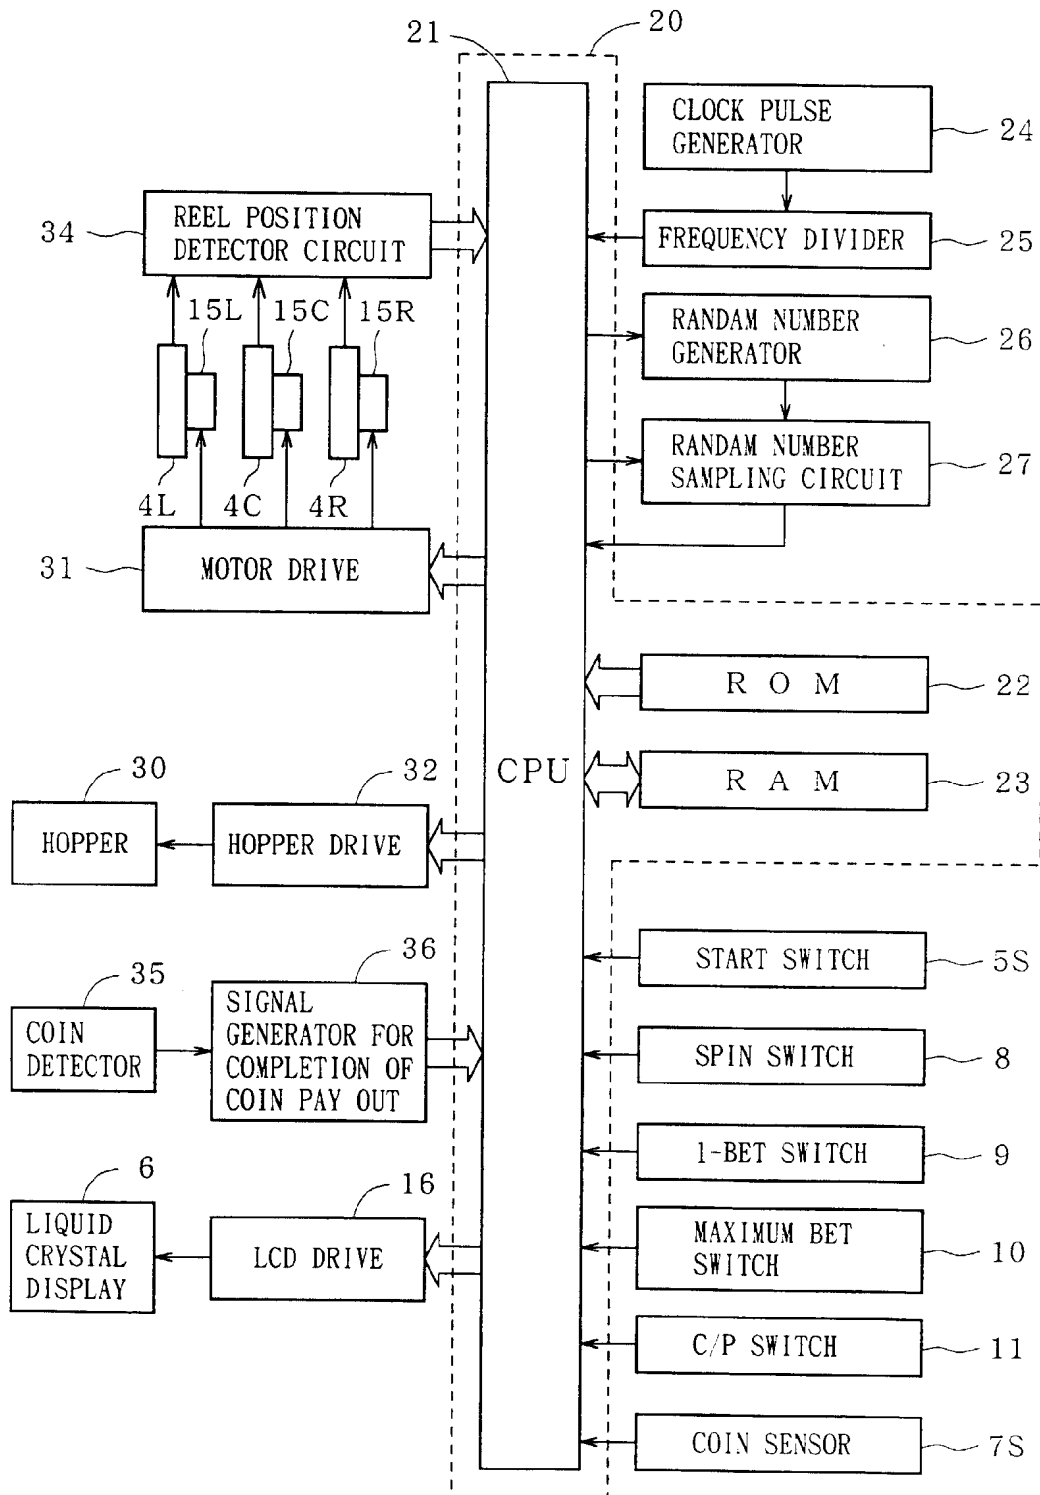 21
20
CLOCK PULSE
GENERATOR
24
34
REEL POSITION
DETECTOR CIRCUIT
FREQUENCY DIVIDER
25
15L
15C
15R
RANDAM NUMBER
GENERATOR
26
RANDAM NUMBER
SAMPLING CIRCUIT
27
4L
4C
4R
31
MOTOR DRIVE
ROM
22
CPU
RAM
23
30
32
HOPPER
HOPPER DRIVE
35
36
COIN
DETECTOR
SIGNAL
GENERATOR FOR
COMPLETION OF
COIN PAY OUT
START SWITCH
5S
SPIN SWITCH
8
1-BET SWITCH
9
6
16
LIQUID
CRYSTAL
DISPLAY
LCD DRIVE
MAXIMUM BET
SWITCH
10
C/P SWITCH
11
COIN SENSOR
7S